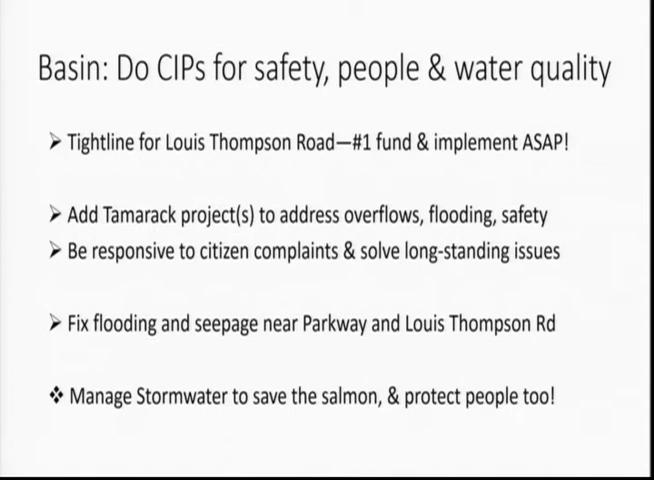 Basin: Do CIPs for safety, people & water quality
➢ Tightline for Louis Thompson Road—#1 fund & implement ASAP!
➢ Add Tamarack project(s) to address overflows, flooding, safety
➢ Be responsive to citizen complaints & solve long-standing issues
➢ Fix flooding and seepage near Parkway and Louis Thompson Rd
❖ Manage Stormwater to save the salmon, & protect people too!